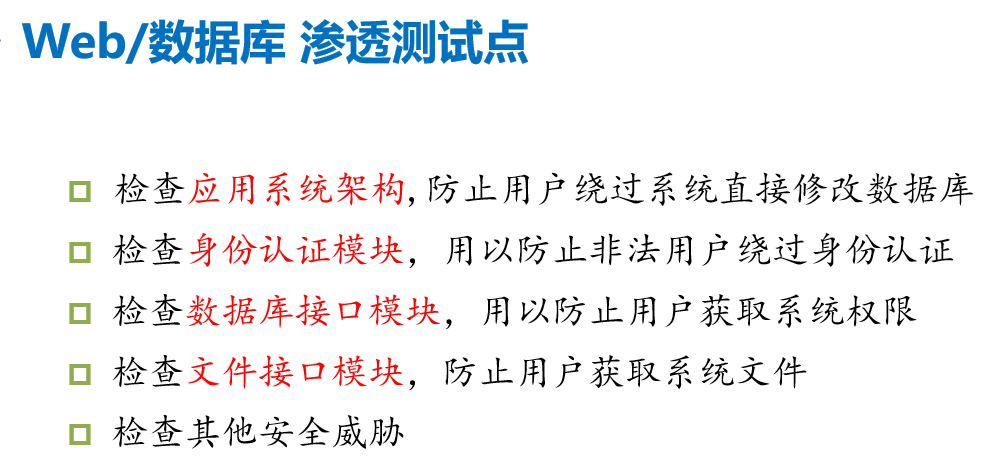 Web/数据库 渗透测试点
检查应用系统架构,防止用户绕过系统直接修改数据库
检查身份认证模块，用以防止非法用户绕过身份认证
检查数据库接口模块，用以防止用户获取系统权限
检查文件接口模块，防止用户获取系统文件
检查其他安全威胁